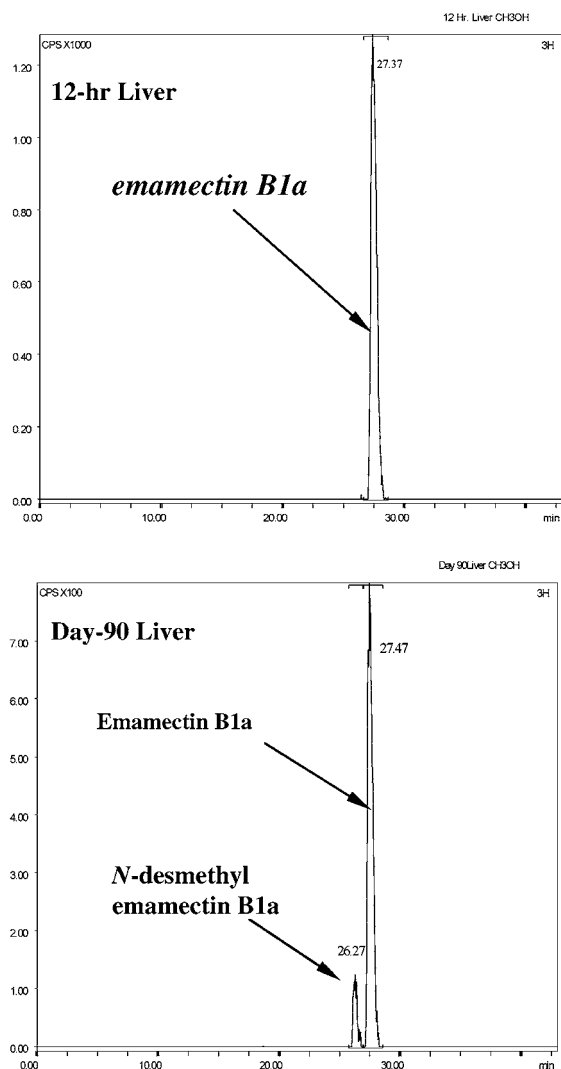 12 Hr. Liver CH3OH
CPS X1000
3H
1.20
27.37
12-hr Liver
1.00
emamectin B1a
0.80
0.60
0.40
0.20
0.00
0.00 10.00 20.00 30.00 min
Day 90Liver CH3OH
CPS X100
3H
Day-90 Liver
7.00
27.47
6.00
Emamectin B1a
5.00
4.00
3.00
N-desmethyl
emamectin B1a
2.00
26.27
1.00
0.00
0.00 10.00 20.00 30.00 min